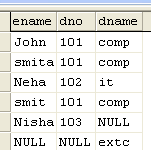 ename dno dname
John 101 comp
smita 101 comp
Neha 102 it
smit 101 comp
Nisha 103 NULL
NULL NULL extc